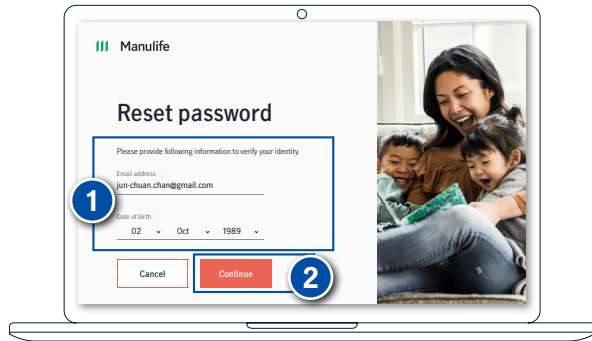 Manulife
Reset password
Please provide following information to verify your identity.
Email address
jun-chuan.chan@gmail.com
1
Date of birth
02 Oct 1989
Cancel Continue 2